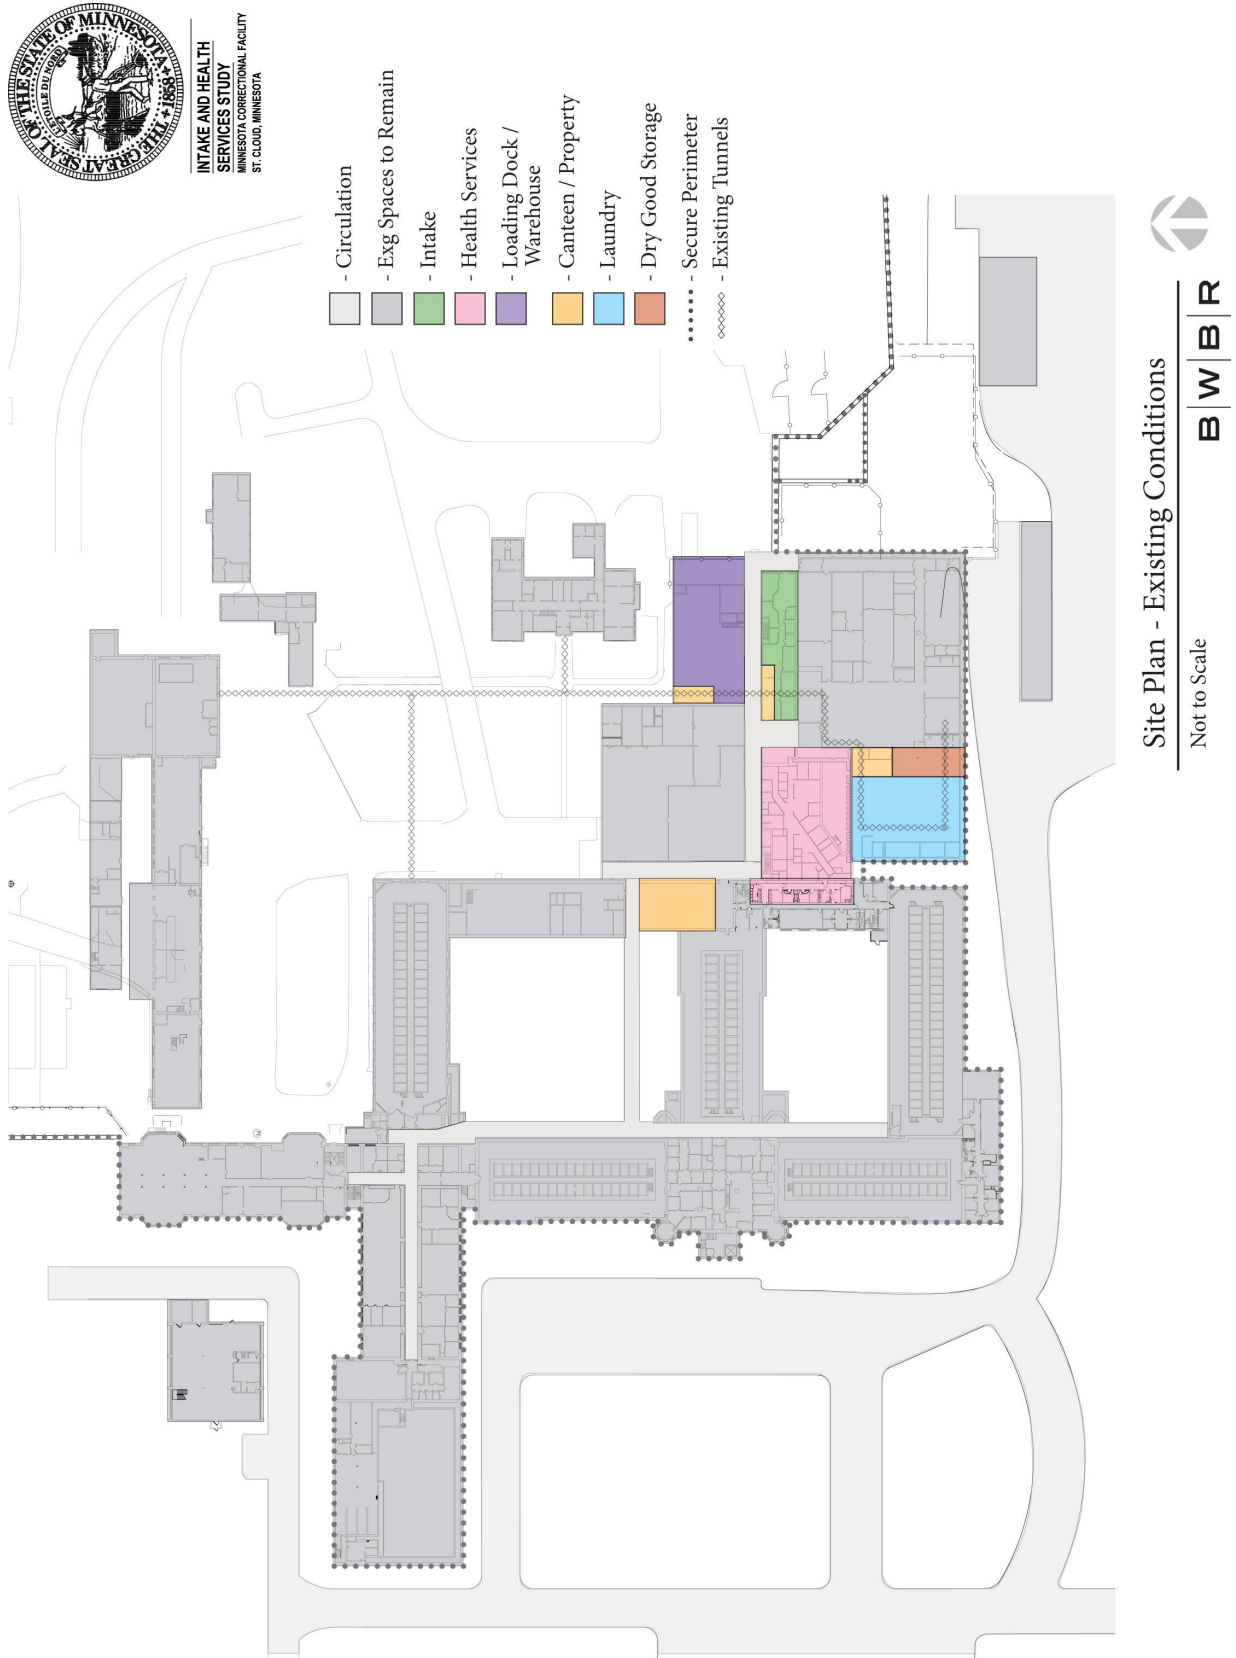 THE GREAT SEAL OF THE STATE OF MINNESOTA
1858
L'ETOILE DU NORD
INTAKE AND HEALTH
SERVICES STUDY
MINNESOTA CORRECTIONAL FACILITY
ST. CLOUD, MINNESOTA
- Circulation
- Exg Spaces to Remain
- Intake
- Health Services
- Loading Dock /
Warehouse
- Canteen / Property
- Laundry
- Dry Good Storage
- Secure Perimeter
- Existing Tunnels
Site Plan - Existing Conditions
Not to Scale
B W B R